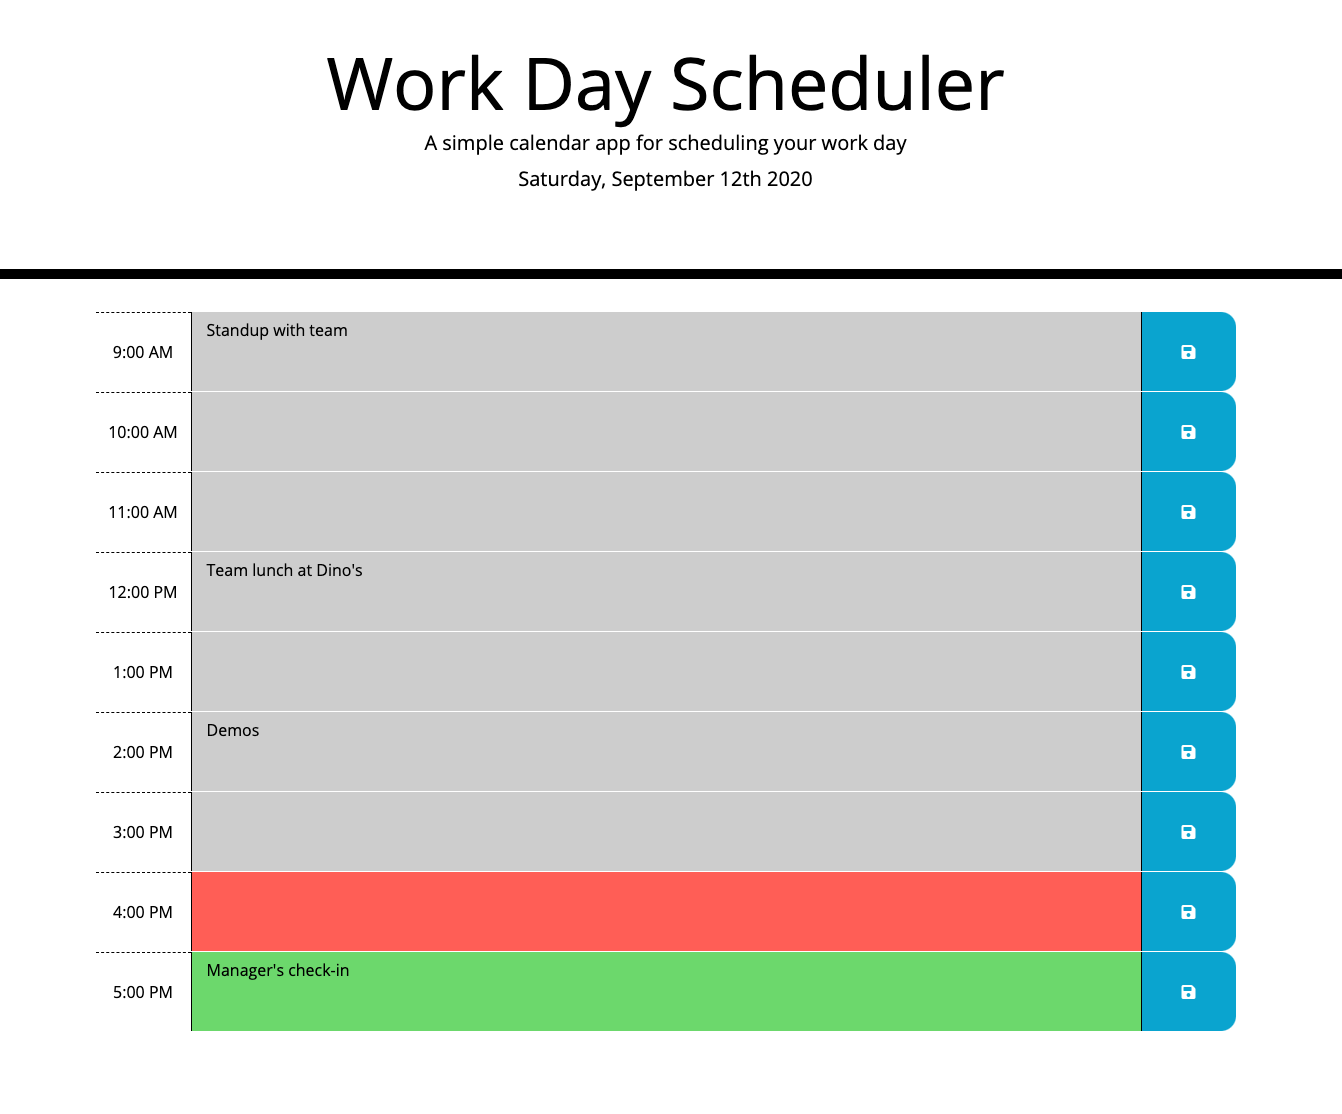 Work Day Scheduler
A simple calendar app for scheduling your work day
Saturday, September 12th 2020
9:00 AM Standup with team
10:00 AM
11:00 AM
12:00 PM Team lunch at Dino's
1:00 PM
2:00 PM Demos
3:00 PM
4:00 PM
5:00 PM Manager's check-in